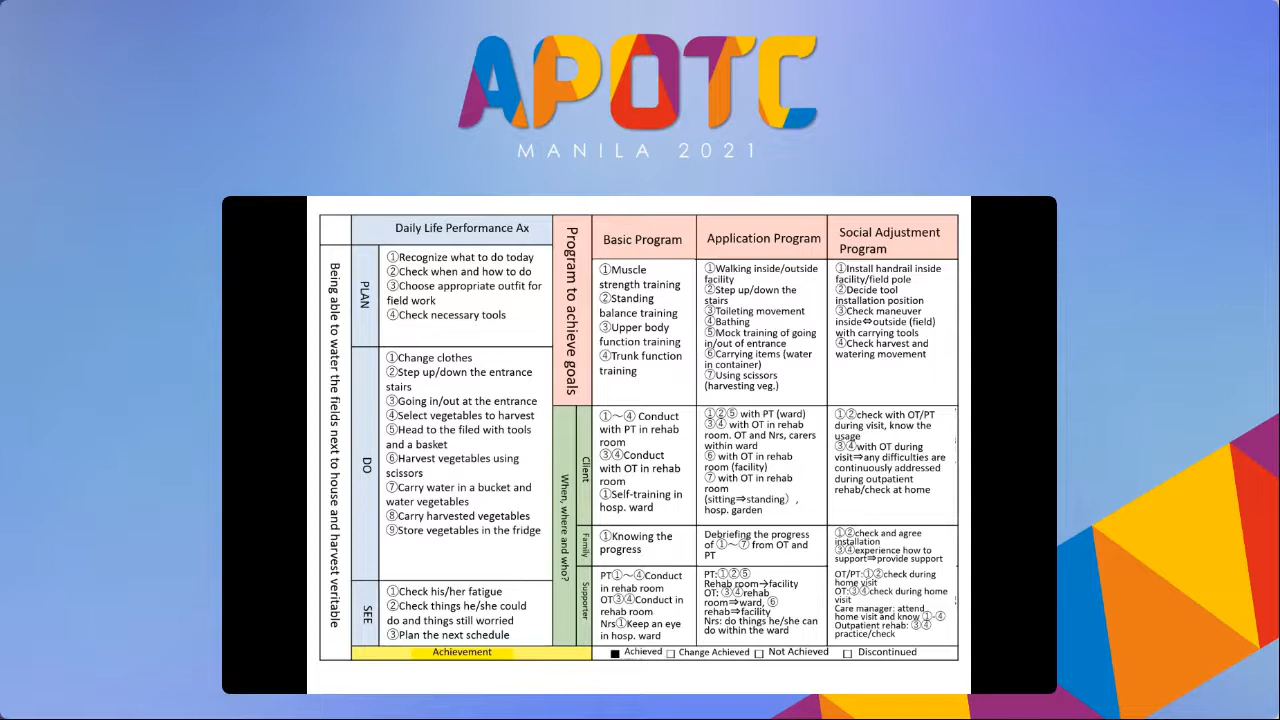 APOTC
MANILA 2021
Being able to water the fields next to house and harvest veritable
Daily Life Performance Ax
PLAN
①Recognize what to do today
②Check when and how to do
③Choose appropriate outfit for
field work
④Check necessary tools
DO
①Change clothes
②Step up/down the entrance
stairs
③Going in/out at the entrance
④Select vegetables to harvest
⑤Head to the filed with tools
and a basket
⑥Harvest vegetables using
scissors
⑦Carry water in a bucket and
water vegetables
⑧Carry harvested vegetables
⑨Store vegetables in the fridge
SEE
①Check his/her fatigue
②Check things he/she could
do and things still worried
③Plan the next schedule
Program to achieve goals
Basic Program
Application Program
Social Adjustment
Program
①Muscle
strength training
②Standing
balance training
③Upper body
function training
④Trunk function
training
①Walking inside/outside
facility
②Step up/down the
stairs
③Toileting movement
④Bathing
⑤Mock training of going
in/out of entrance
⑥Carrying items (water
in container)
⑦Using scissors
(harvesting veg.)
①Install handrail inside
facility/field pole
②Decide tool
installation position
③Check maneuver
inside⇔outside (field)
with carrying tools
④Check harvest and
watering movement
When, where and who?
Client
①～④ Conduct
with PT in rehab
room
③④Conduct
with OT in rehab
room
①Self-training in
hosp. ward
①②⑤ with PT (ward)
③④ with OT in rehab
room. OT and Nrs, carers
within ward
⑥ with OT in rehab
room (facility)
⑦ with OT in rehab
room
(sitting⇒standing）,
hosp. garden
①②check with OT/PT
during visit, know the
usage
③④with OT during
visit⇒any difficulties are
continuously addressed
during outpatient
rehab/check at home
Family
①Knowing the
progress
Debriefing the progress
of ①～⑦ from OT and
PT
①②check and agree
installation
③④experience how to
support⇒provide support
Supporter
PT①～④Conduct
in rehab room
OT③④Conduct in
rehab room
Nrs①Keep an eye
in hosp. ward
PT:①②⑤
Rehab room→facility
OT: ③④rehab
room⇒ward, ⑥
rehab⇒facility
Nrs: do things he/she can
do within the ward
OT/PT:①②check during
home visit
OT:③④check during home
visit
Care manager: attend
home visit and know ①-④
Outpatient rehab: ③④
practice/check
Achievement
■ Achieved □ Change Achieved □ Not Achieved □ Discontinued